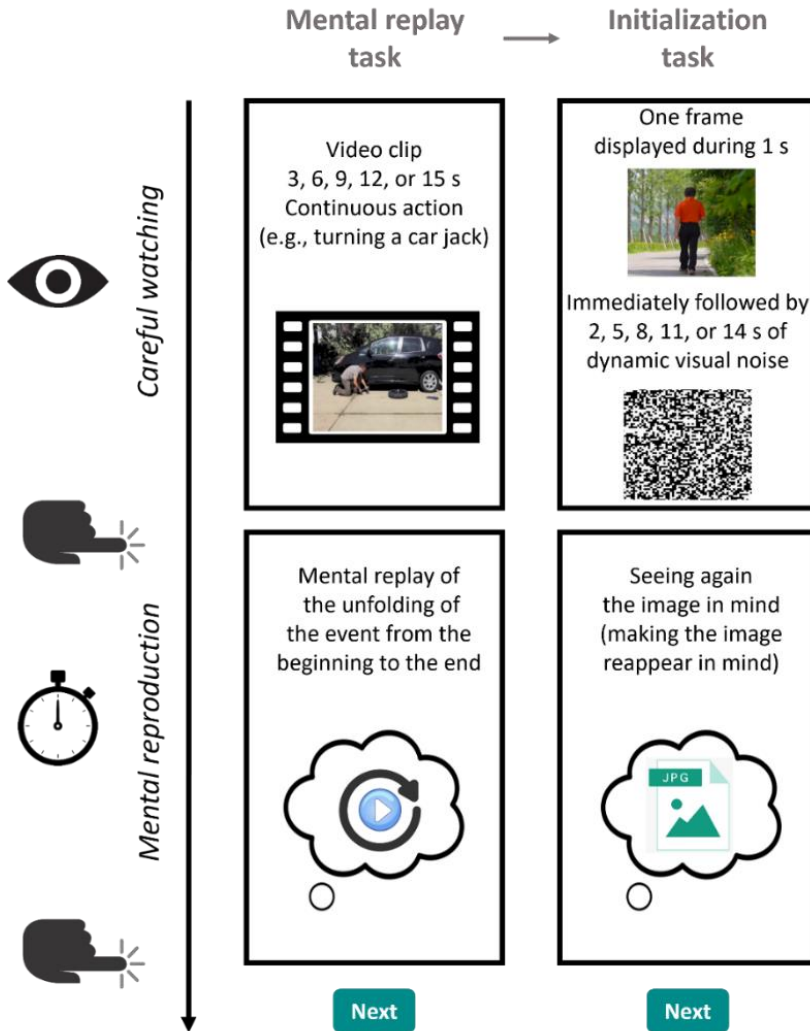 Mental replay
task
Initialization
task
Careful watching
Video clip
3, 6, 9, 12, or 15 s
Continuous action
(e.g., turning a car jack)
One frame
displayed during 1 s
Immediately followed by
2, 5, 8, 11, or 14 s of
dynamic visual noise
Mental reproduction
Mental replay of
the unfolding of
the event from the
beginning to the end
Seeing again
the image in mind
(making the image
reappear in mind)
JPG
Next
Next